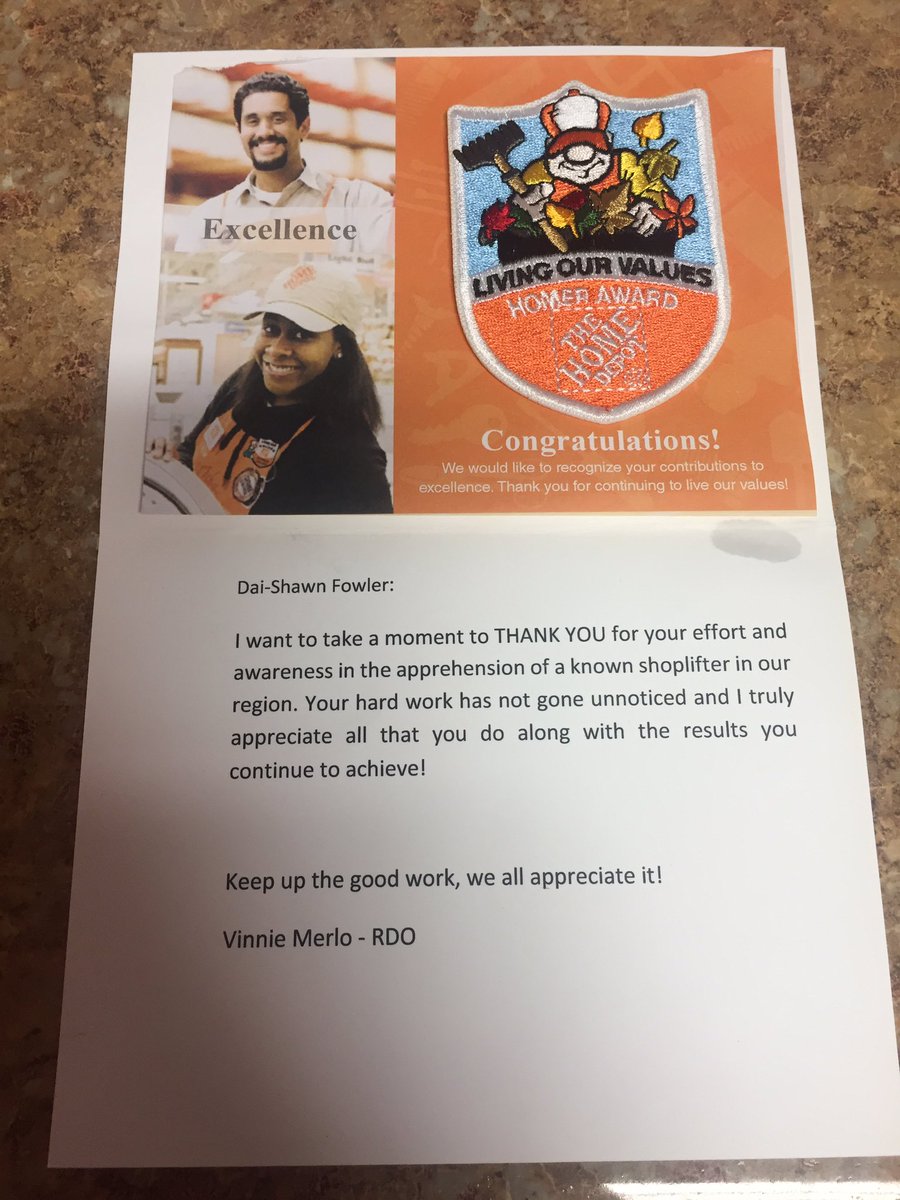 Excellence
LIVING OUR VALUES
HOMER AWARD
THE
HOME
DEPOT
Congratulations!
We would like to recognize your contributions to
excellence. Thank you for continuing to live our values!
Dai-Shawn Fowler:
I want to take a moment to THANK YOU for your effort and
awareness in the apprehension of a known shoplifter in our
region. Your hard work has not gone unnoticed and I truly
appreciate all that you do along with the results you
continue to achieve!
Keep up the good work, we all appreciate it!
Vinnie Merlo - RDO